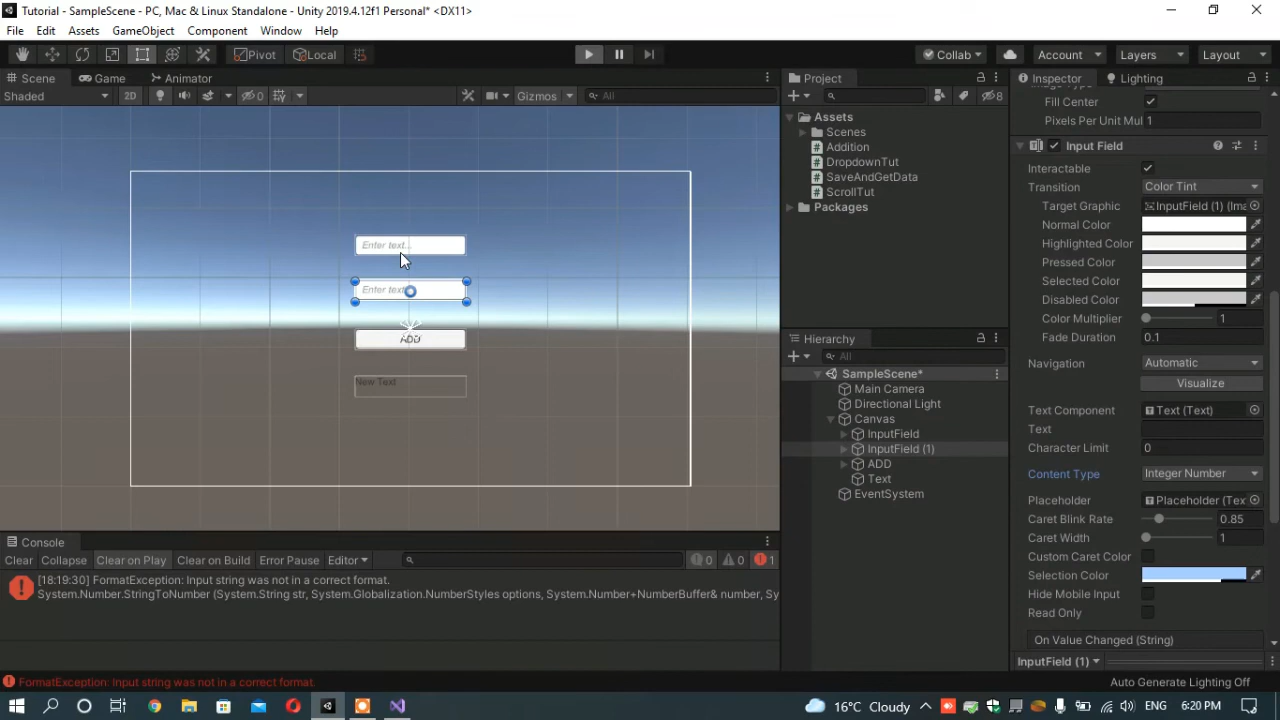 Tutorial - SampleScene - PC, Mac & Linux Standalone - Unity 2019.4.12f1 Personal* <DX11>
File Edit Assets GameObject Component Window Help
Pivot Local Collab Account Layers Layout
Scene Game Animator
Shaded 2D 0 Gizmos All
Enter text...
Enter text
ADD
New Text
Project
8
Assets
Scenes
Addition
DropdownTut
SaveAndGetData
ScrollTut
Packages
Hierarchy
All
SampleScene*
Main Camera
Directional Light
Canvas
InputField
InputField (1)
ADD
Text
EventSystem
Inspector Lighting
Image Type
Fill Center
Pixels Per Unit Mul 1
Input Field
Interactable
Transition Color Tint
Target Graphic InputField (1) (Ima
Normal Color
Highlighted Color
Pressed Color
Selected Color
Disabled Color
Color Multiplier 1
Fade Duration 0.1
Navigation Automatic
Visualize
Text Component Text (Text)
Text
Character Limit 0
Content Type Integer Number
Placeholder Placeholder (Tex
Caret Blink Rate 0.85
Caret Width 1
Custom Caret Color
Selection Color
Hide Mobile Input
Read Only
On Value Changed (String)
InputField (1)
Console
Clear Collapse Clear on Play Clear on Build Error Pause Editor 0 0 1
[18:19:30] FormatException: Input string was not in a correct format.
System.Number.StringToNumber (System.String str, System.Globalization.NumberStyles options, System.Number+NumberBuffer& number, Sy
FormatException: Input string was not in a correct format.
Auto Generate Lighting Off
16°C Cloudy ENG 6:20 PM